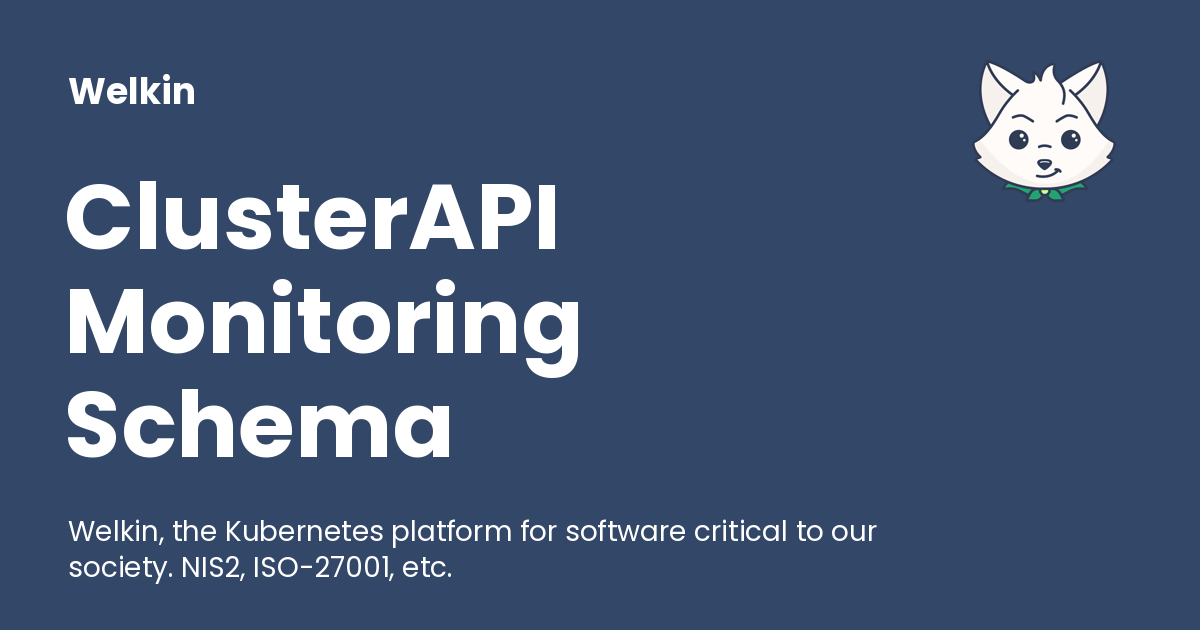 Welkin
ClusterAPI
Monitoring
Schema
Welkin, the Kubernetes platform for software critical to our
society. NIS2, ISO-27001, etc.